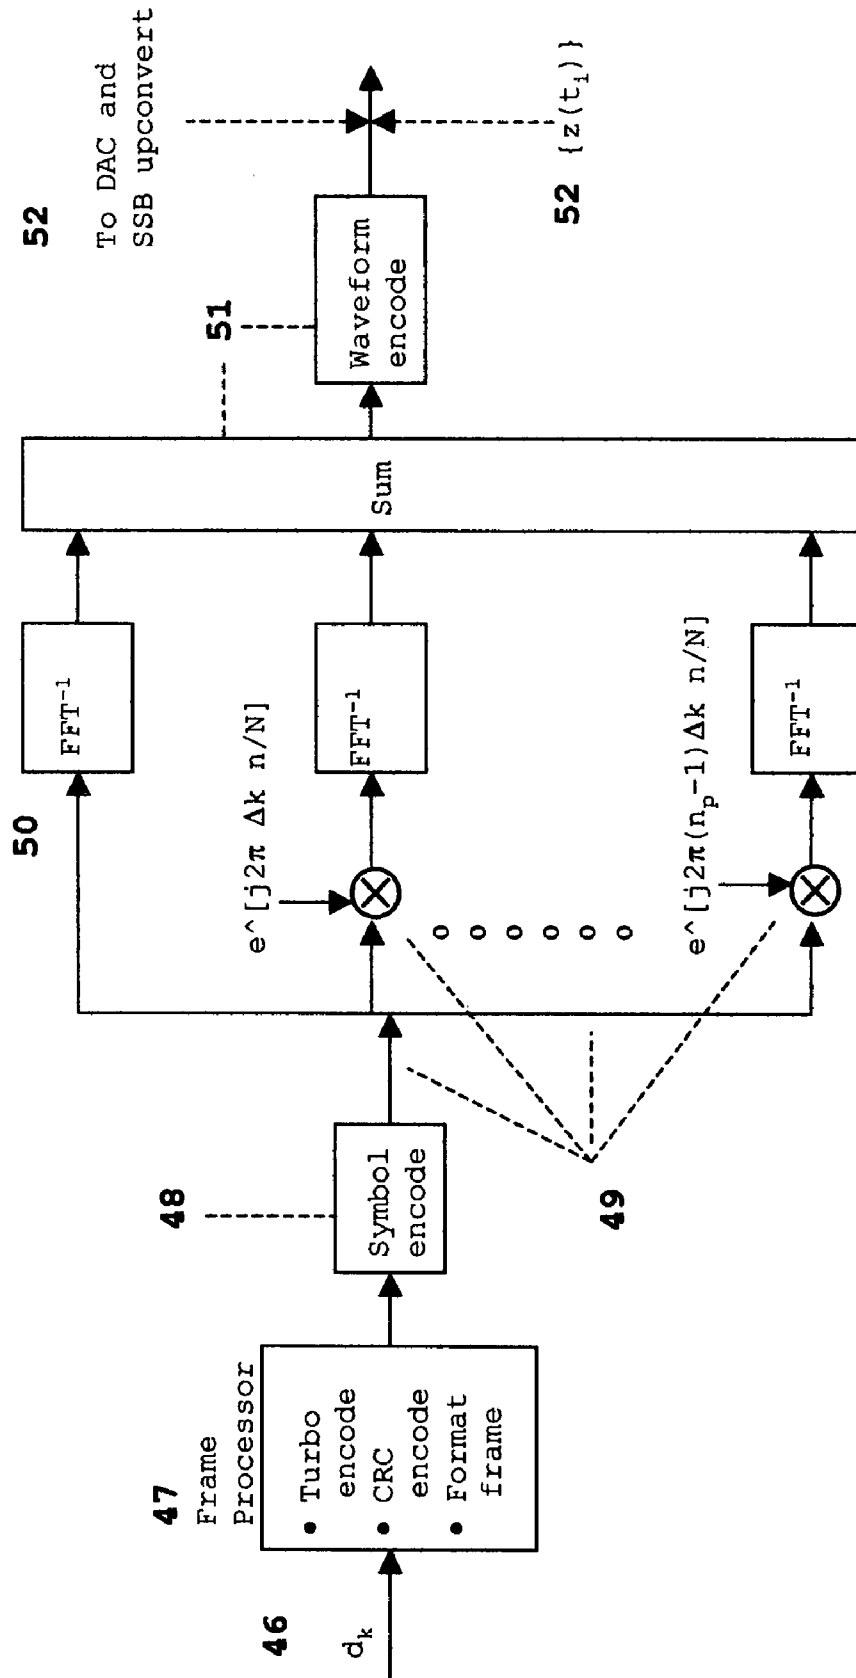 46
d_k
47
Frame
Processor
• Turbo
encode
• CRC
encode
• Format
frame
48
Symbol
encode
49
50
FFT⁻¹
e^[j2π Δk n/N]
FFT⁻¹
e^[j2π(n_p-1)Δk n/N]
FFT⁻¹
Sum
51
Waveform
encode
52
To DAC and
SSB upconvert
52 {z(t_i)}